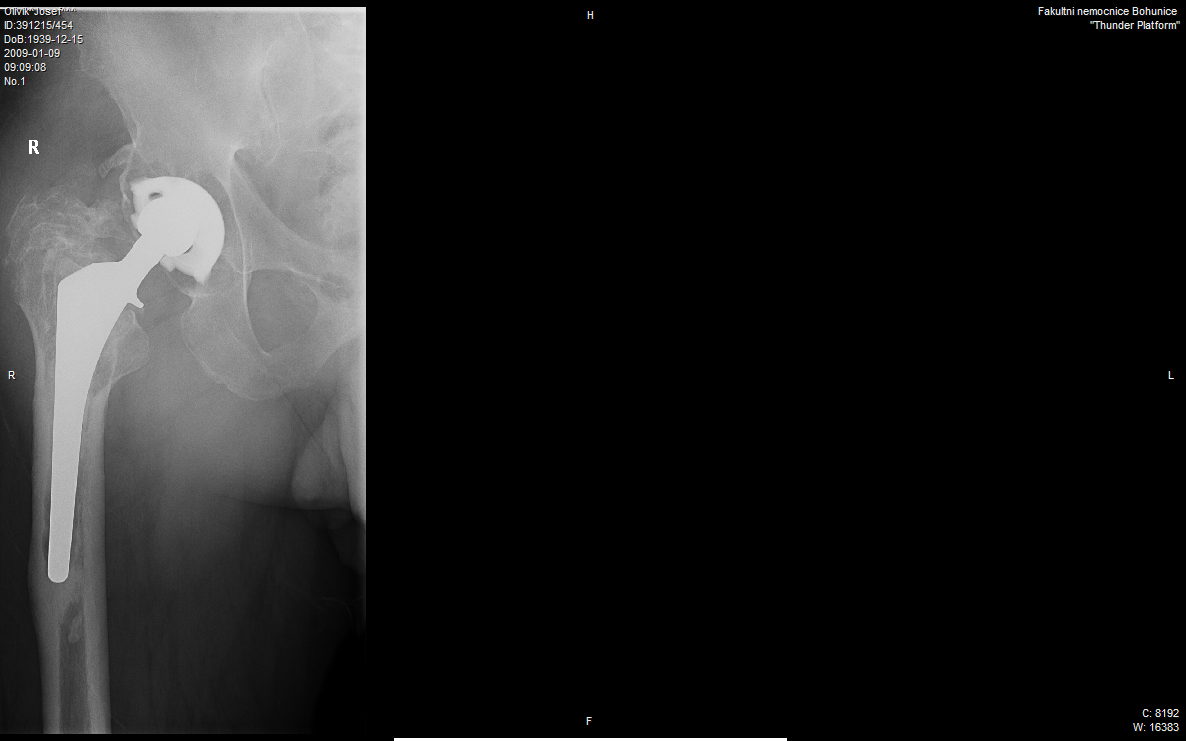 ID:391215/454
DoB:1939-12-15
2009-01-09
09:09:08
No.1
H
Fakultni nemocnice Bohunice
"Thunder Platform"
R
R
L
F
C: 8192
W: 16383